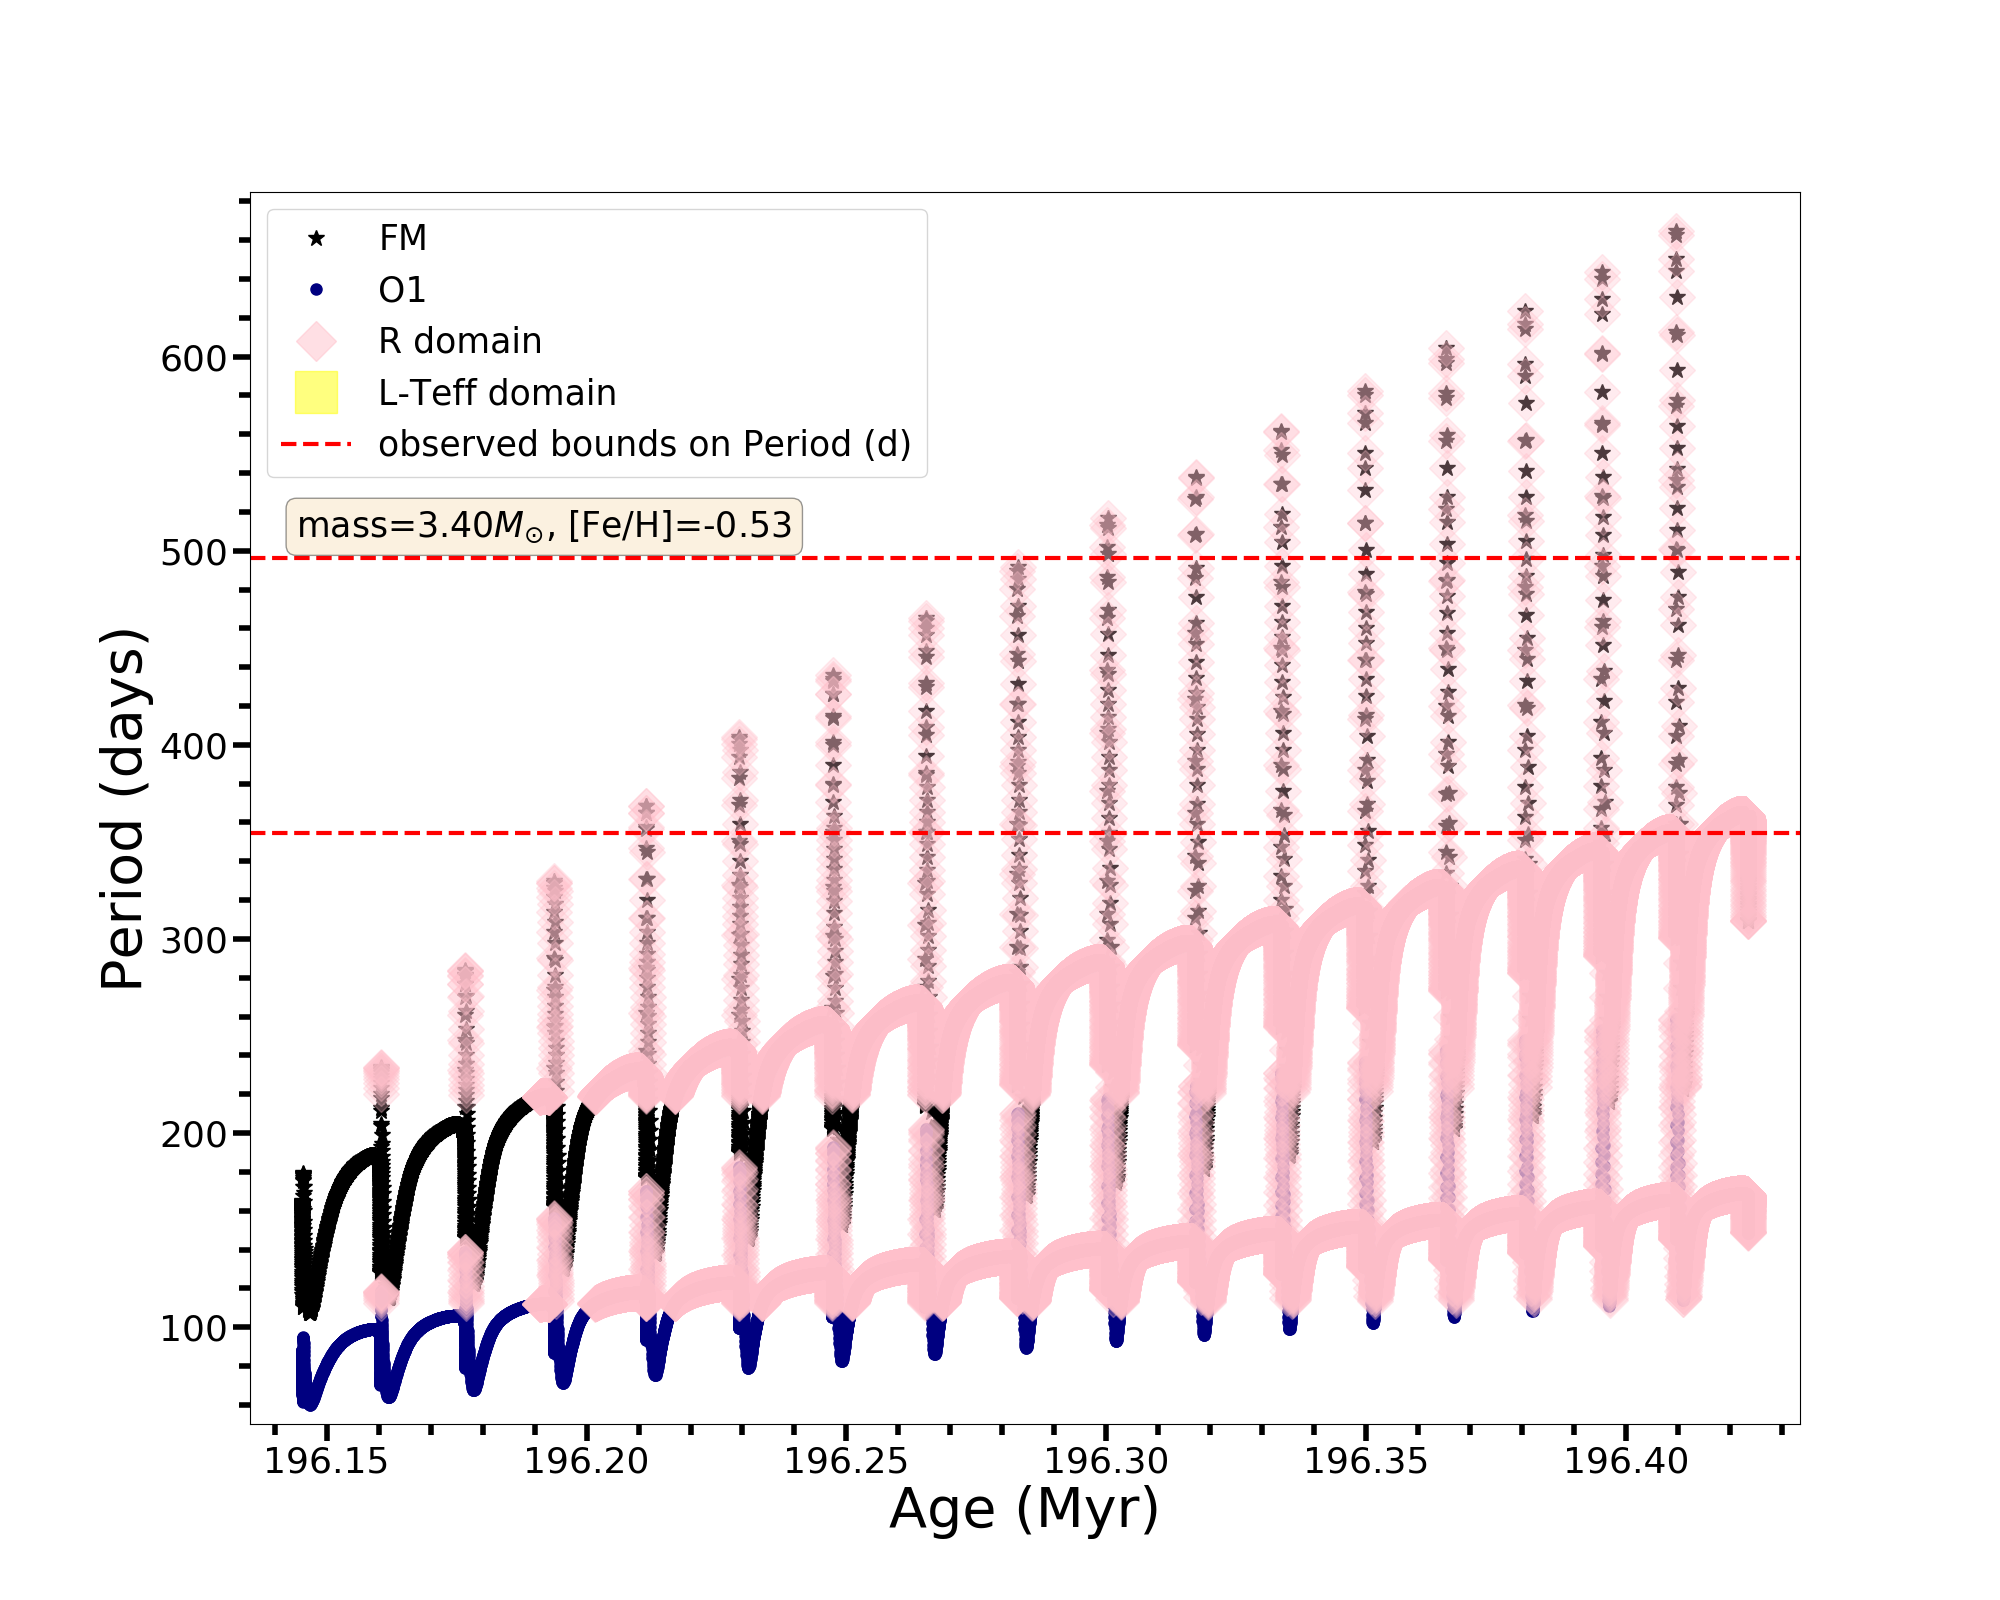 FM
O1
R domain
L-Teff domain
observed bounds on Period (d)
mass=3.40M⊙, [Fe/H]=-0.53
600
500
400
300
200
100
Period (days)
196.15 196.20 196.25 196.30 196.35 196.40
Age (Myr)